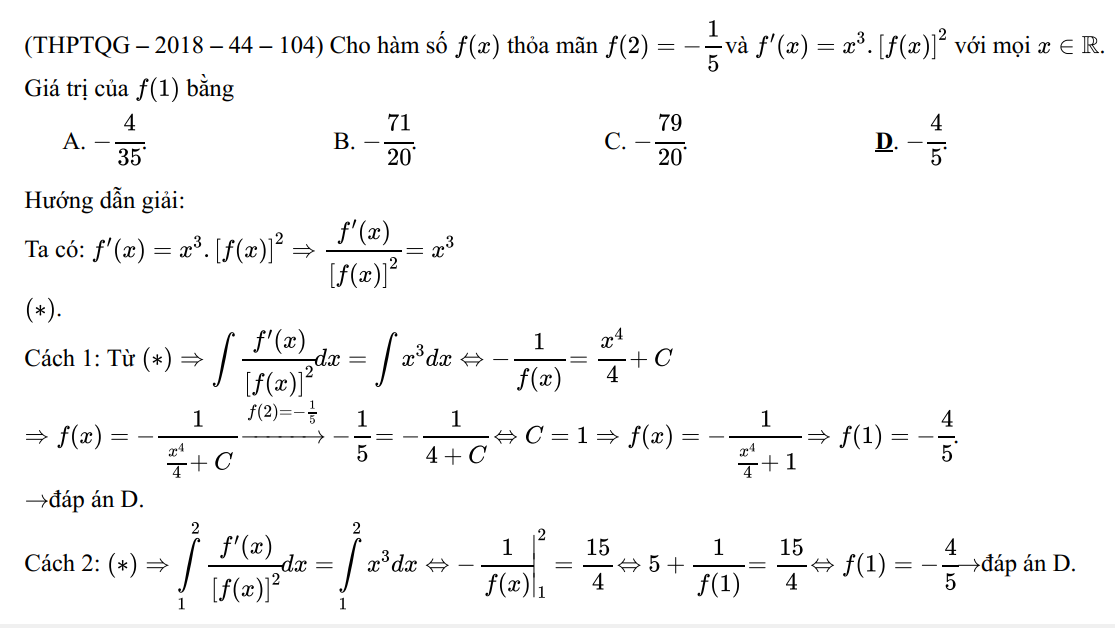 (THPTQG – 2018 – 44 – 104) Cho hàm số f(x) thỏa mãn f(2) = −1/5 và f′(x) = x³. [f(x)]² với mọi x ∈ ℝ.
Giá trị của f(1) bằng
A. −4/35. B. −71/20. C. −79/20. D. −4/5.
Hướng dẫn giải:
Ta có: f′(x) = x³. [f(x)]² ⇒ f′(x)/[f(x)]² = x³
(∗).
Cách 1: Từ (∗) ⇒ ∫ f′(x)/[f(x)]² dx = ∫ x³dx ⇔ −1/f(x) = x⁴/4 + C
⇒ f(x) = −1/(x⁴/4 + C) →^{f(2)=−1/5} −1/5 = −1/(4 + C) ⇔ C = 1 ⇒ f(x) = −1/(x⁴/4 + 1) ⇒ f(1) = −4/5.
→đáp án D.
Cách 2: (∗) ⇒ ∫₁² f′(x)/[f(x)]² dx = ∫₁² x³dx ⇔ −1/f(x)|₁² = 15/4 ⇔ 5 + 1/f(1) = 15/4 ⇔ f(1) = −4/5 →đáp án D.